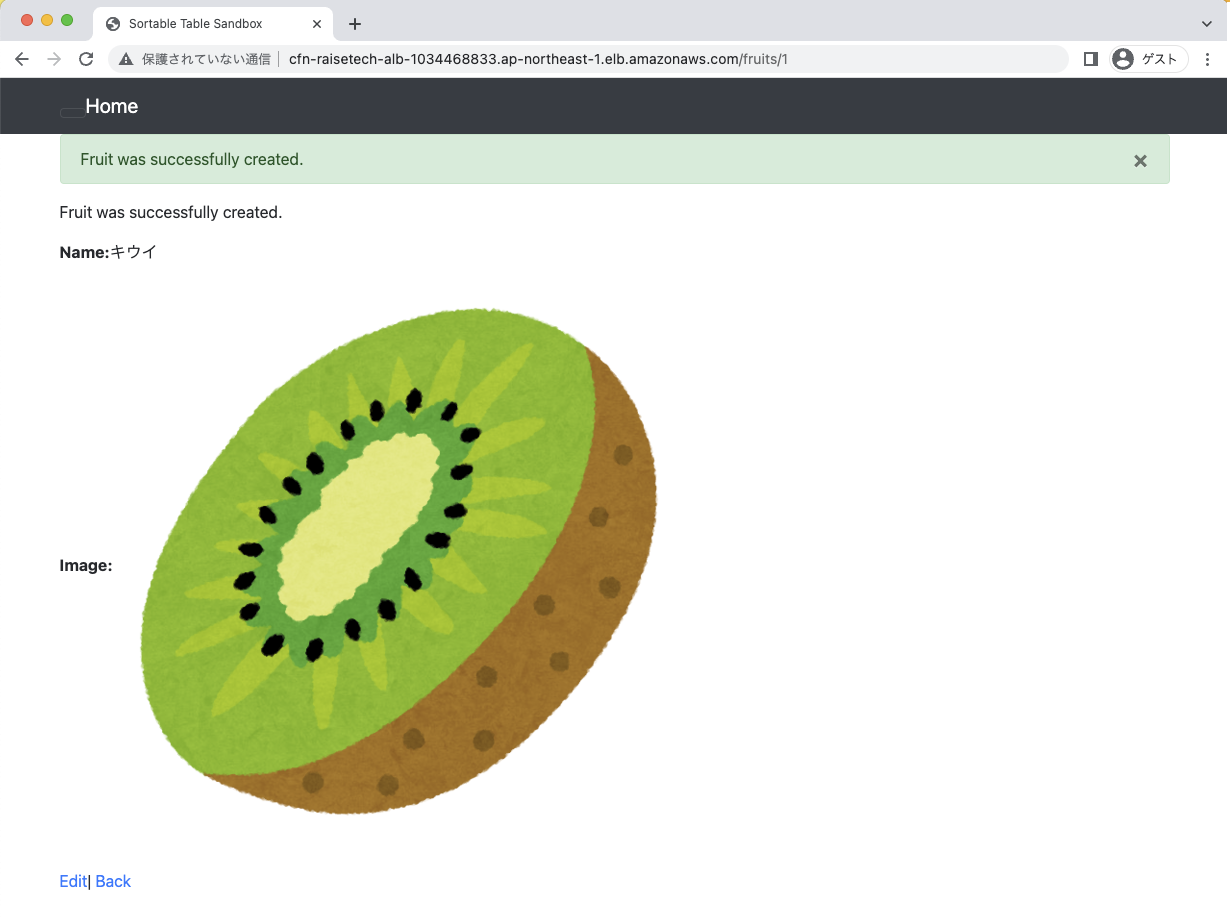 Sortable Table Sandbox
保護されていない通信 cfn-raisetech-alb-1034468833.ap-northeast-1.elb.amazonaws.com/fruits/1 ゲスト
Home
Fruit was successfully created. ×
Fruit was successfully created.
Name:キウイ
Image:
Edit| Back